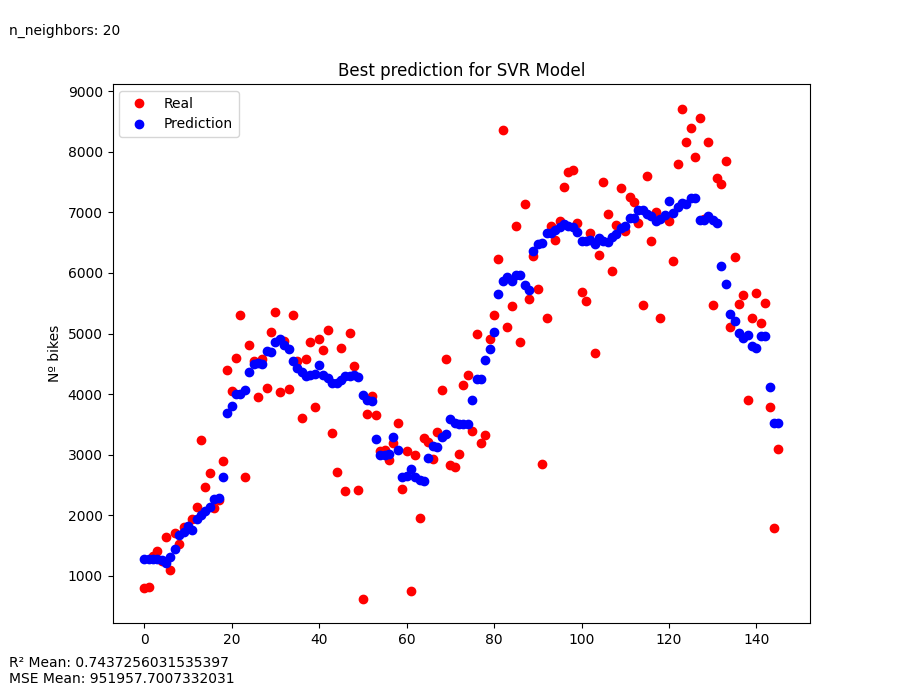 n_neighbors: 20
Best prediction for SVR Model
Real
Prediction
Nº bikes
9000
8000
7000
6000
5000
4000
3000
2000
1000
0 20 40 60 80 100 120 140
R² Mean: 0.7437256031535397
MSE Mean: 951957.7007332031